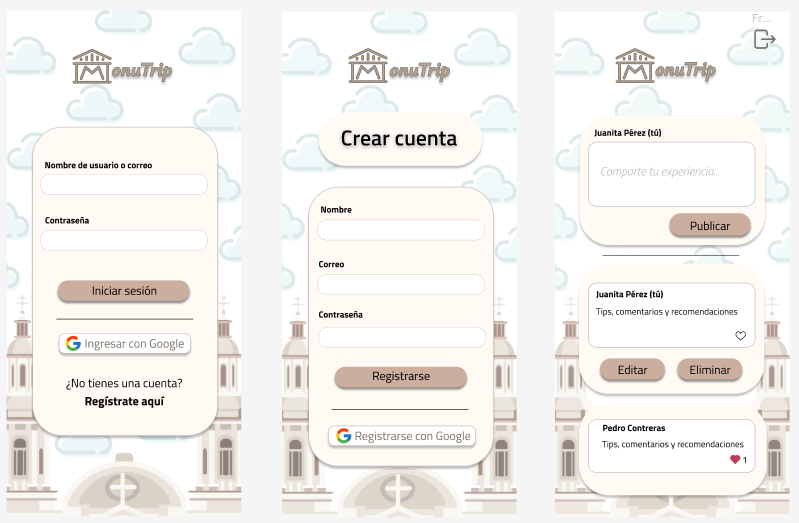 MonuTrip
Nombre de usuario o correo
Contraseña
Iniciar sesión
Ingresar con Google
¿No tienes una cuenta?
Regístrate aquí
MonuTrip
Crear cuenta
Nombre
Correo
Contraseña
Registrarse
Registrarse con Google
Fr...
MonuTrip
Juanita Pérez (tú)
Comparte tu experiencia...
Publicar
Juanita Pérez (tú)
Tips, comentarios y recomendaciones
Editar
Eliminar
Pedro Contreras
Tips, comentarios y recomendaciones
1